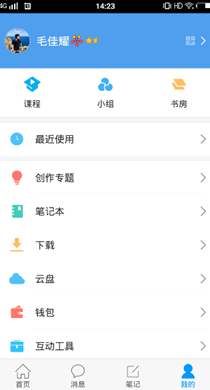 4G 14:23 HD
毛佳耀
课程 小组 书房
最近使用
创作专题
笔记本
下载
云盘
钱包
互动工具
首页 消息 笔记 我的